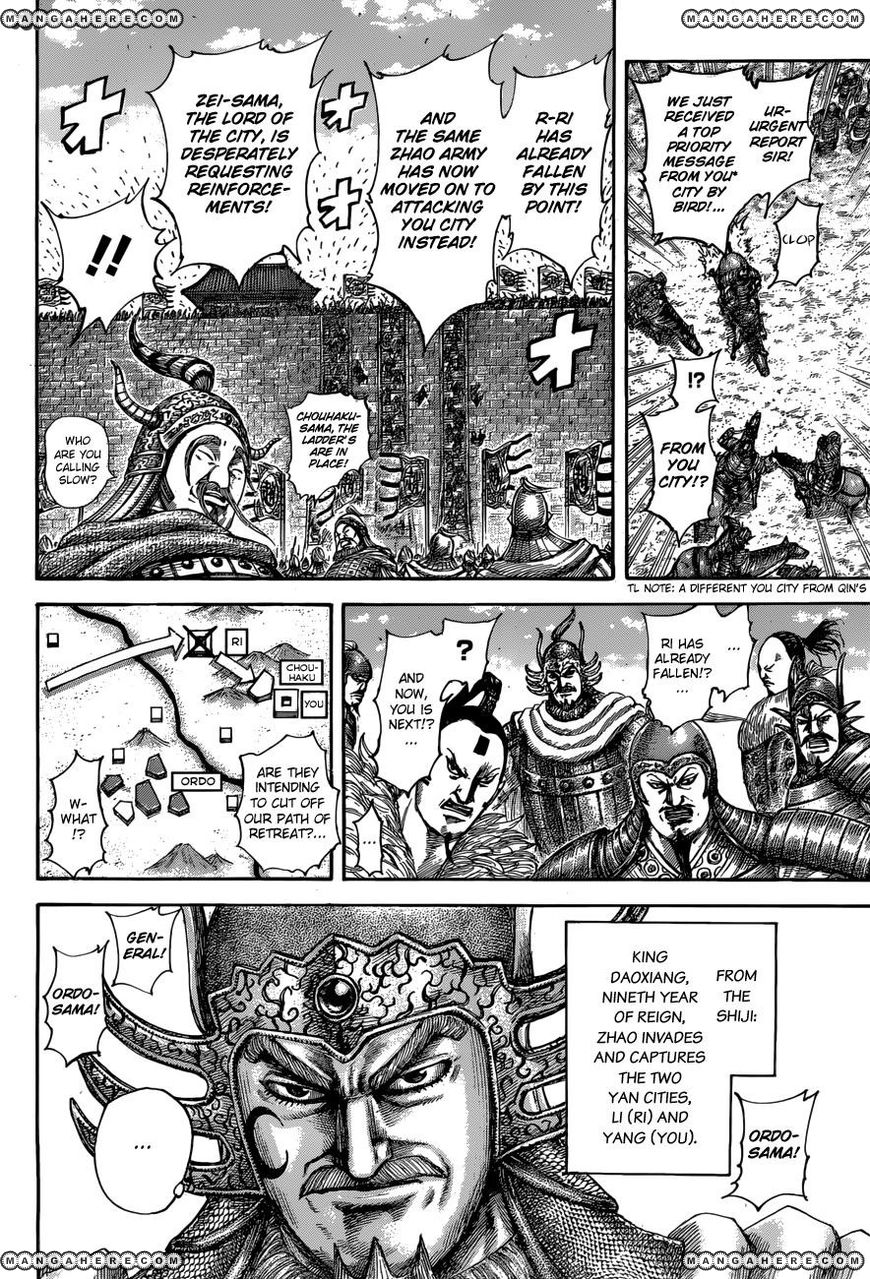 MANGAHERE.COM
MANGAHERE.COM
UR-
URGENT
REPORT
SIR!
WE JUST
RECEIVED
A TOP
PRIORITY
MESSAGE
FROM YOU*
CITY BY
BIRD!...
CLOP
!?
FROM
YOU
CITY!?
TL NOTE: A DIFFERENT YOU CITY FROM QIN'S
R-RI
HAS
ALREADY
FALLEN
BY THIS
POINT!
AND
THE SAME
ZHAO ARMY
HAS NOW
MOVED ON TO
ATTACKING
YOU CITY
INSTEAD!
ZEI-SAMA,
THE LORD OF
THE CITY, IS
DESPERATELY
REQUESTING
REINFORCE-
MENTS!
オ
オ
オ
オ
!!
CHOUHAKU-
SAMA, THE
LADDER'S
ARE IN
PLACE!
WHO
ARE YOU
CALLING
SLOW?
RI HAS
ALREADY
FALLEN!?
...
...
?
AND
NOW,
YOU IS
NEXT!?
...
...
RI
CHOU-
HAKU
YOU
ORDO
ARE THEY
INTENDING
TO CUT OFF
OUR PATH OF
RETREAT?...
W-
WHAT
!?
FROM
THE
SHIJI:
KING
DAOXIANG,
NINETH YEAR
OF REIGN,
ZHAO INVADES
AND CAPTURES
THE TWO
YAN CITIES,
LI (RI) AND
YANG (YOU).
GEN-
ERAL!
ORDO-
SAMA!
ORDO-
SAMA!
...
MANGAHERE.COM
MANGAHERE.COM